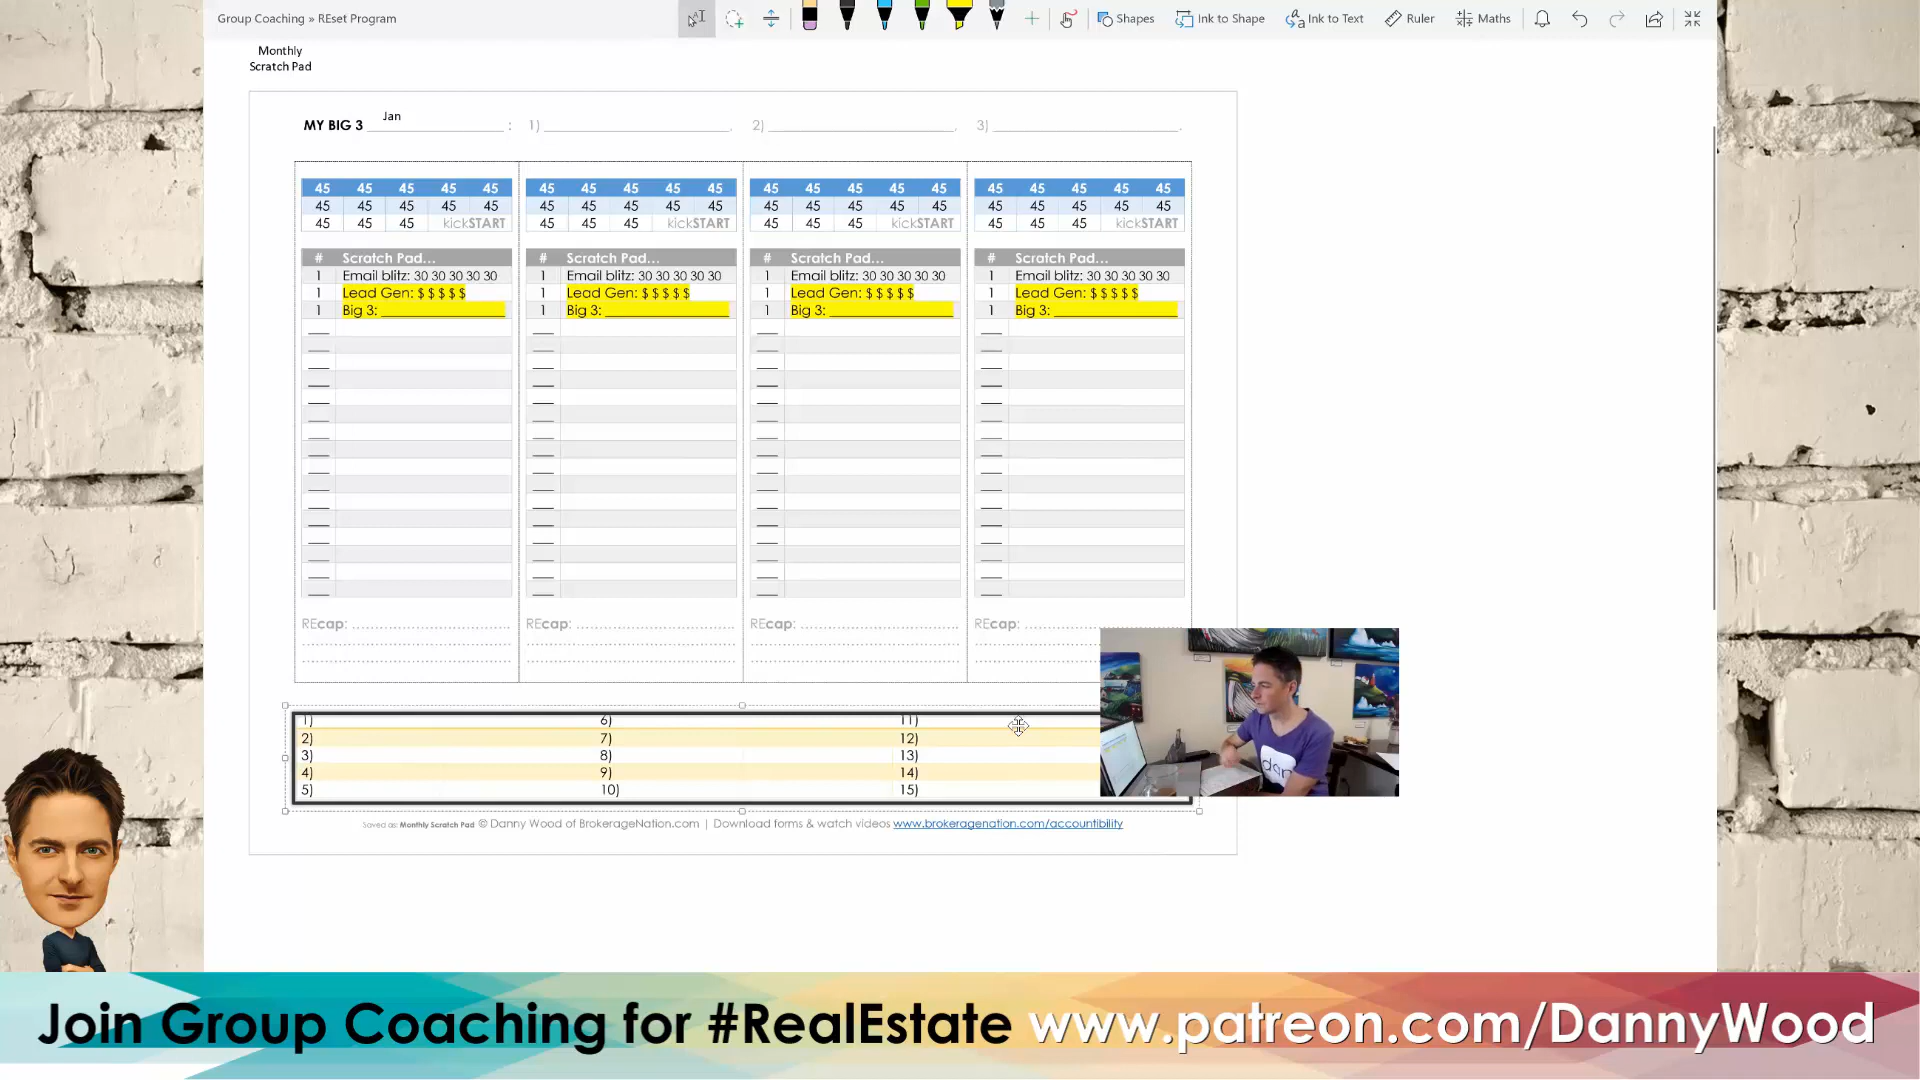 Group Coaching » REset Program
Shapes Ink to Shape Ink to Text Ruler Maths
Monthly
Scratch Pad
MY BIG 3 Jan : 1) . 2) . 3) .
45 45 45 45 45 45 45 45 45 45 45 45 45 45 45 45 45 45 45 45
45 45 45 45 45 45 45 45 45 45 45 45 45 45 45 45 45 45 45 45
45 45 45 kickSTART 45 45 45 kickSTART 45 45 45 kickSTART 45 45 45 kickSTART
# Scratch Pad... # Scratch Pad... # Scratch Pad... # Scratch Pad...
1 Email blitz: 30 30 30 30 30 1 Email blitz: 30 30 30 30 30 1 Email blitz: 30 30 30 30 30 1 Email blitz: 30 30 30 30 30
1 Lead Gen: $ $ $ $ $ 1 Lead Gen: $ $ $ $ $ 1 Lead Gen: $ $ $ $ $ 1 Lead Gen: $ $ $ $ $
1 Big 3: 1 Big 3: 1 Big 3: 1 Big 3:
REcap: REcap: REcap: REcap:
1) 6) 11)
2) 7) 12)
3) 8) 13)
4) 9) 14)
5) 10) 15)
Saved as: Monthly Scratch Pad © Danny Wood of BrokerageNation.com | Download forms & watch videos www.brokeragenation.com/accountibility
dan
Join Group Coaching for #RealEstate www.patreon.com/DannyWood